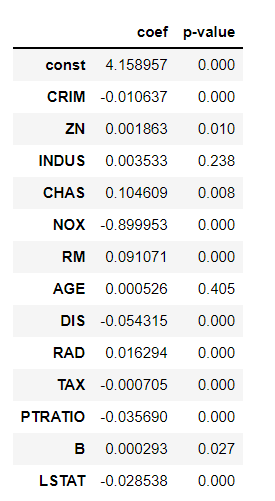 coef p-value
const 4.158957 0.000
CRIM -0.010637 0.000
ZN 0.001863 0.010
INDUS 0.003533 0.238
CHAS 0.104609 0.008
NOX -0.899953 0.000
RM 0.091071 0.000
AGE 0.000526 0.405
DIS -0.054315 0.000
RAD 0.016294 0.000
TAX -0.000705 0.000
PTRATIO -0.035690 0.000
B 0.000293 0.027
LSTAT -0.028538 0.000